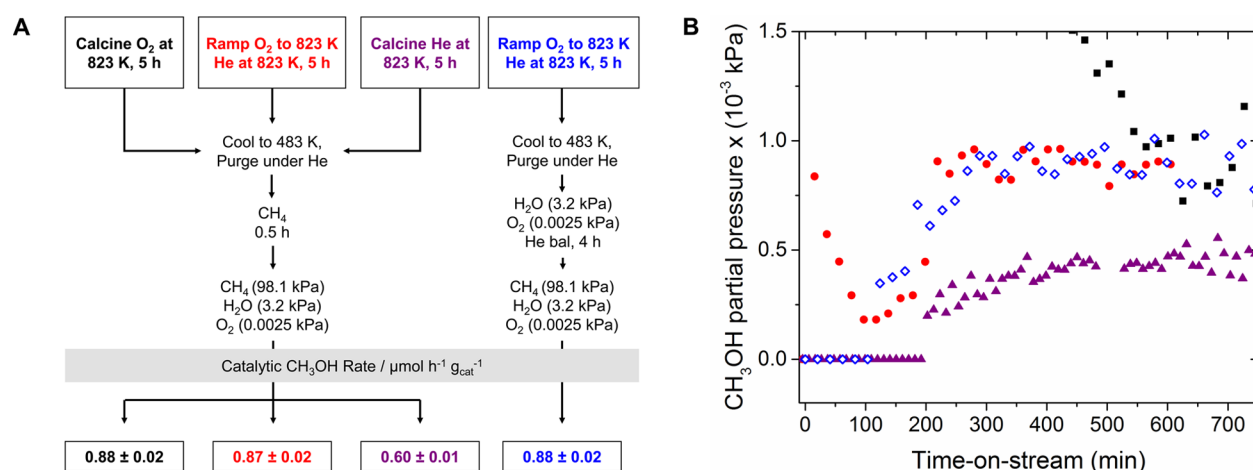 A
Calcine O2 at
823 K, 5 h
Ramp O2 to 823 K
He at 823 K, 5 h
Calcine He at
823 K, 5 h
Ramp O2 to 823 K
He at 823 K, 5 h
Cool to 483 K,
Purge under He
CH4
0.5 h
CH4 (98.1 kPa)
H2O (3.2 kPa)
O2 (0.0025 kPa)
Cool to 483 K,
Purge under He
H2O (3.2 kPa)
O2 (0.0025 kPa)
He bal, 4 h
CH4 (98.1 kPa)
H2O (3.2 kPa)
O2 (0.0025 kPa)
Catalytic CH3OH Rate / μmol h-1 gcat-1
0.88 ± 0.02
0.87 ± 0.02
0.60 ± 0.01
0.88 ± 0.02
B
CH3OH partial pressure x (10-3 kPa)
1.5
1.0
0.5
0.0
0 100 200 300 400 500 600 700
Time-on-stream (min)